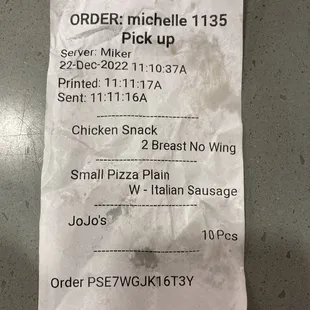 ORDER: michelle 1135
Pick up
Server: Miker
22-Dec-2022 11:10:37A
Printed: 11:11:17A
Sent: 11:11:16A
Chicken Snack
2 Breast No Wing
Small Pizza Plain
W - Italian Sausage
JoJo's
10 Pcs
Order PSE7WGJK16T3Y